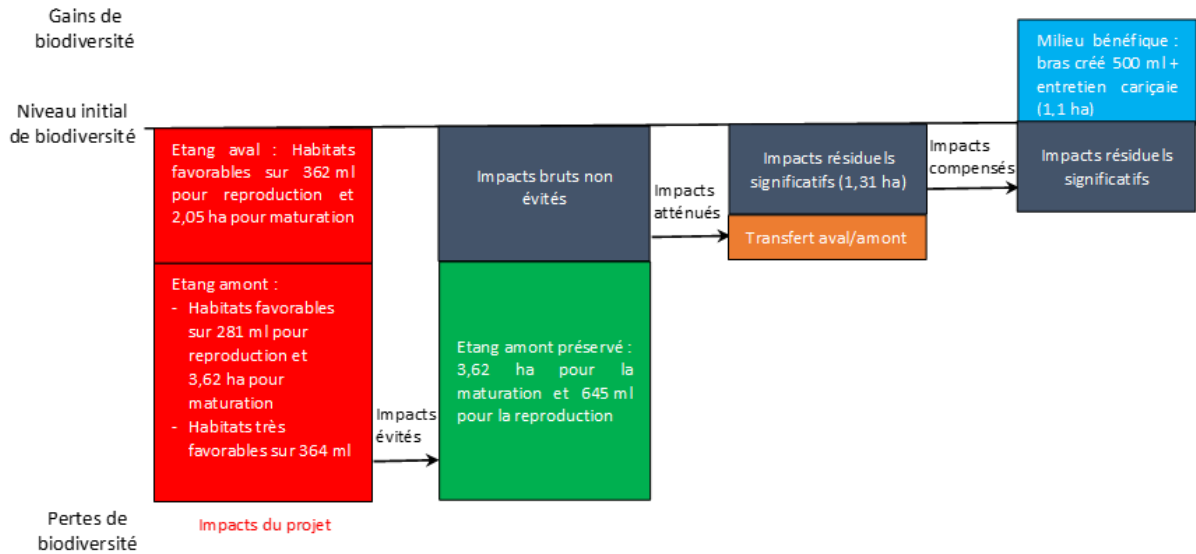 Gains de
biodiversité
Niveau initial
de biodiversité
Pertes de
biodiversité
Etang aval : Habitats
favorables sur 362 ml
pour reproduction et
2,05 ha pour maturation
Etang amont :
- Habitats favorables
sur 281 ml pour
reproduction et
3,62 ha pour
maturation
- Habitats très
favorables sur 364 ml
Impacts du projet
Impacts
évités
Impacts bruts non
évités
Etang amont préservé :
3,62 ha pour la
maturation et 645 ml
pour la reproduction
Impacts
atténués
Impacts résiduels
significatifs (1,31 ha)
Transfert aval/amont
Impacts
compensés
Milieu bénéfique :
bras créé 500 ml +
entretien cariçaie
(1,1 ha)
Impacts résiduels
significatifs